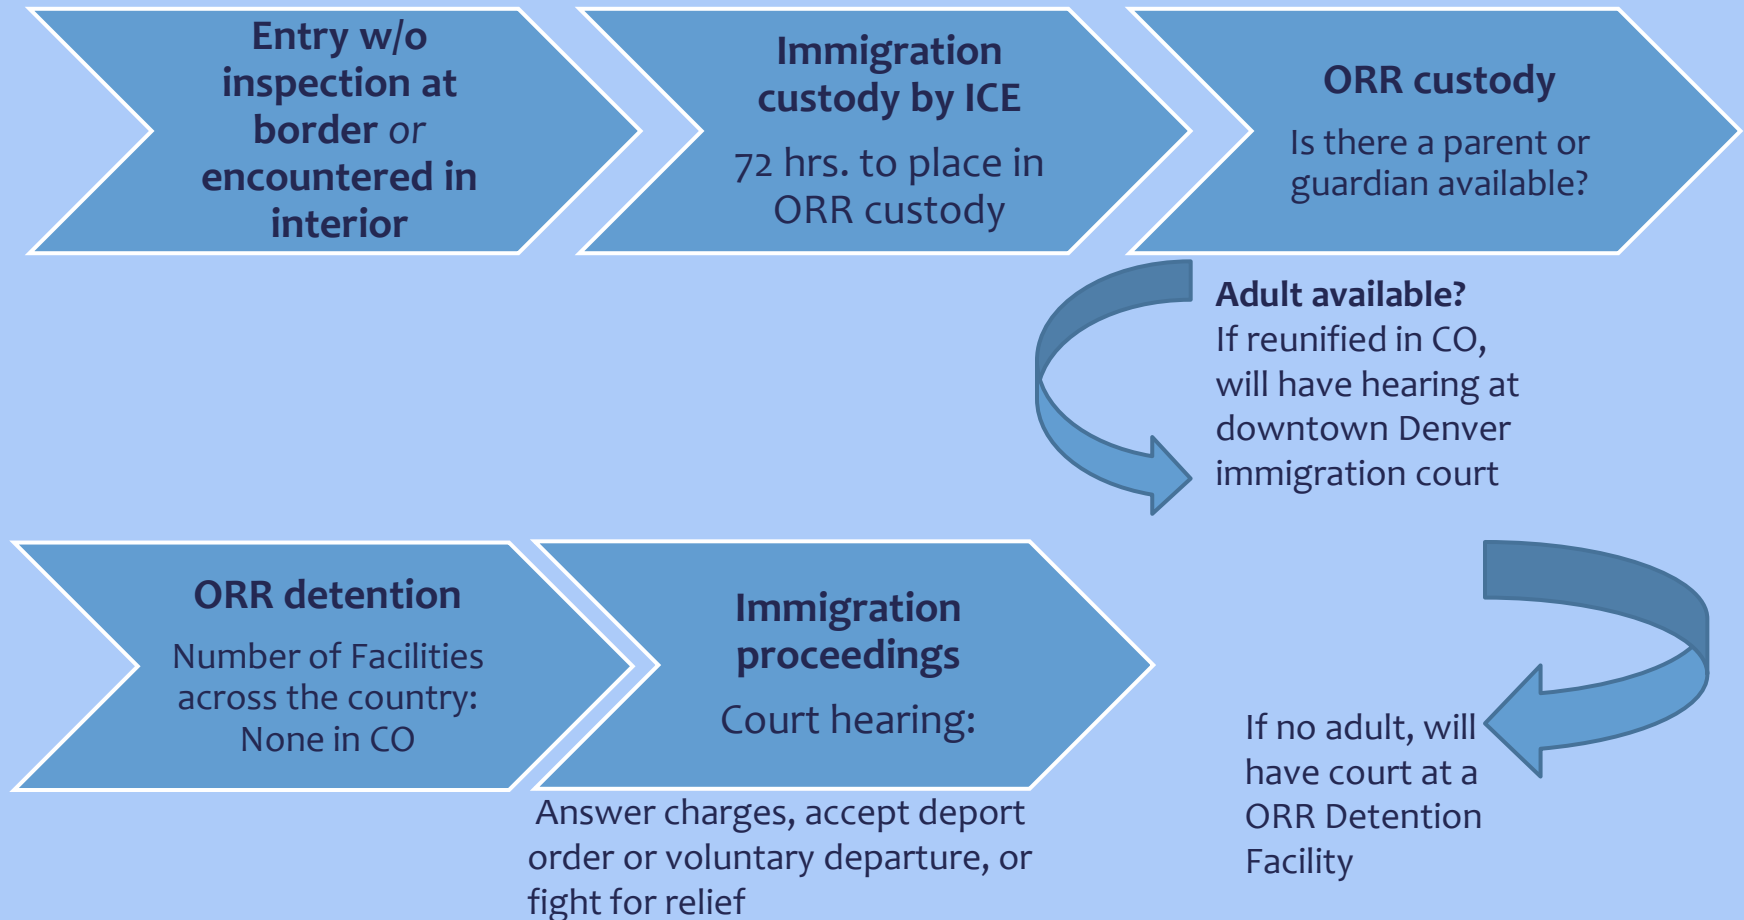 Entry w/o
inspection at
border or
encountered in
interior
Immigration
custody by ICE
72 hrs. to place in
ORR custody
ORR custody
Is there a parent or
guardian available?
Adult available?
If reunified in CO,
will have hearing at
downtown Denver
immigration court
ORR detention
Number of Facilities
across the country:
None in CO
Immigration
proceedings
Court hearing:
Answer charges, accept deport
order or voluntary departure, or
fight for relief
If no adult, will
have court at a
ORR Detention
Facility